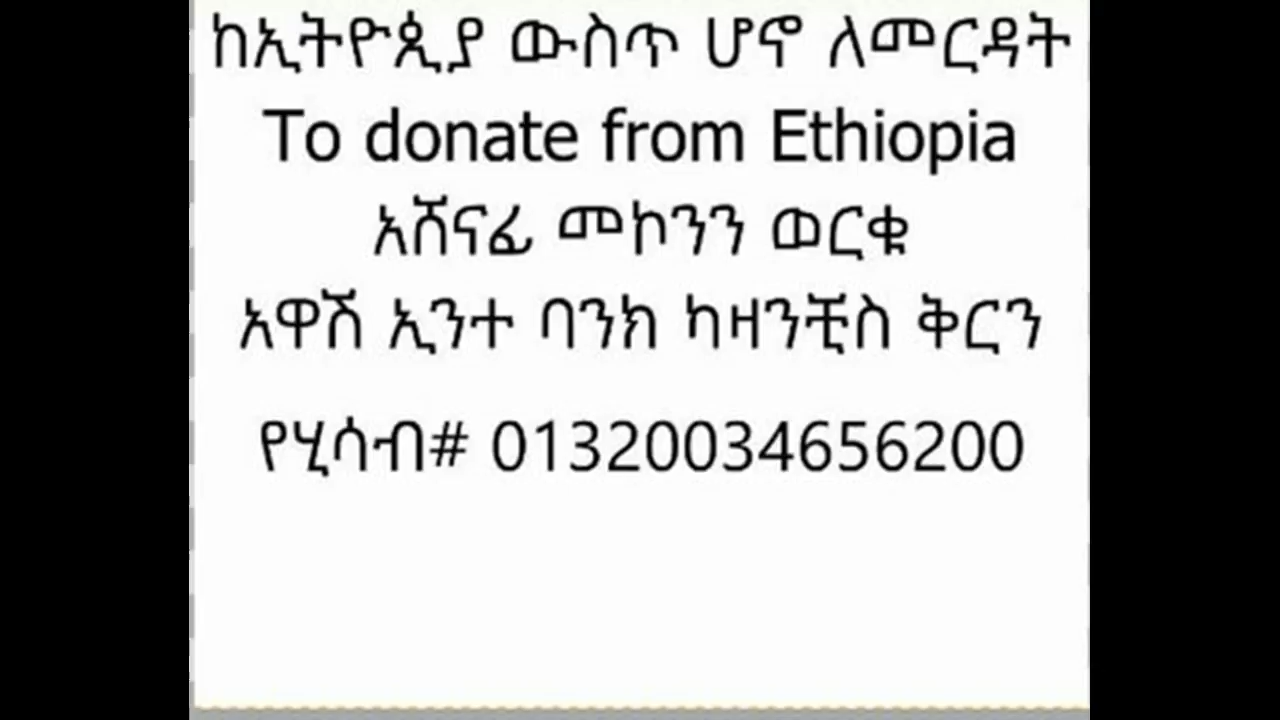 ከኢትዮጲያ ውስጥ ሆኖ ለመርዳት
To donate from Ethiopia
አሸናፊ መኮንን ወርቁ
አዋሽ ኢንተ ባንክ ካዛንቺስ ቅርን
የሂሳብ# 01320034656200